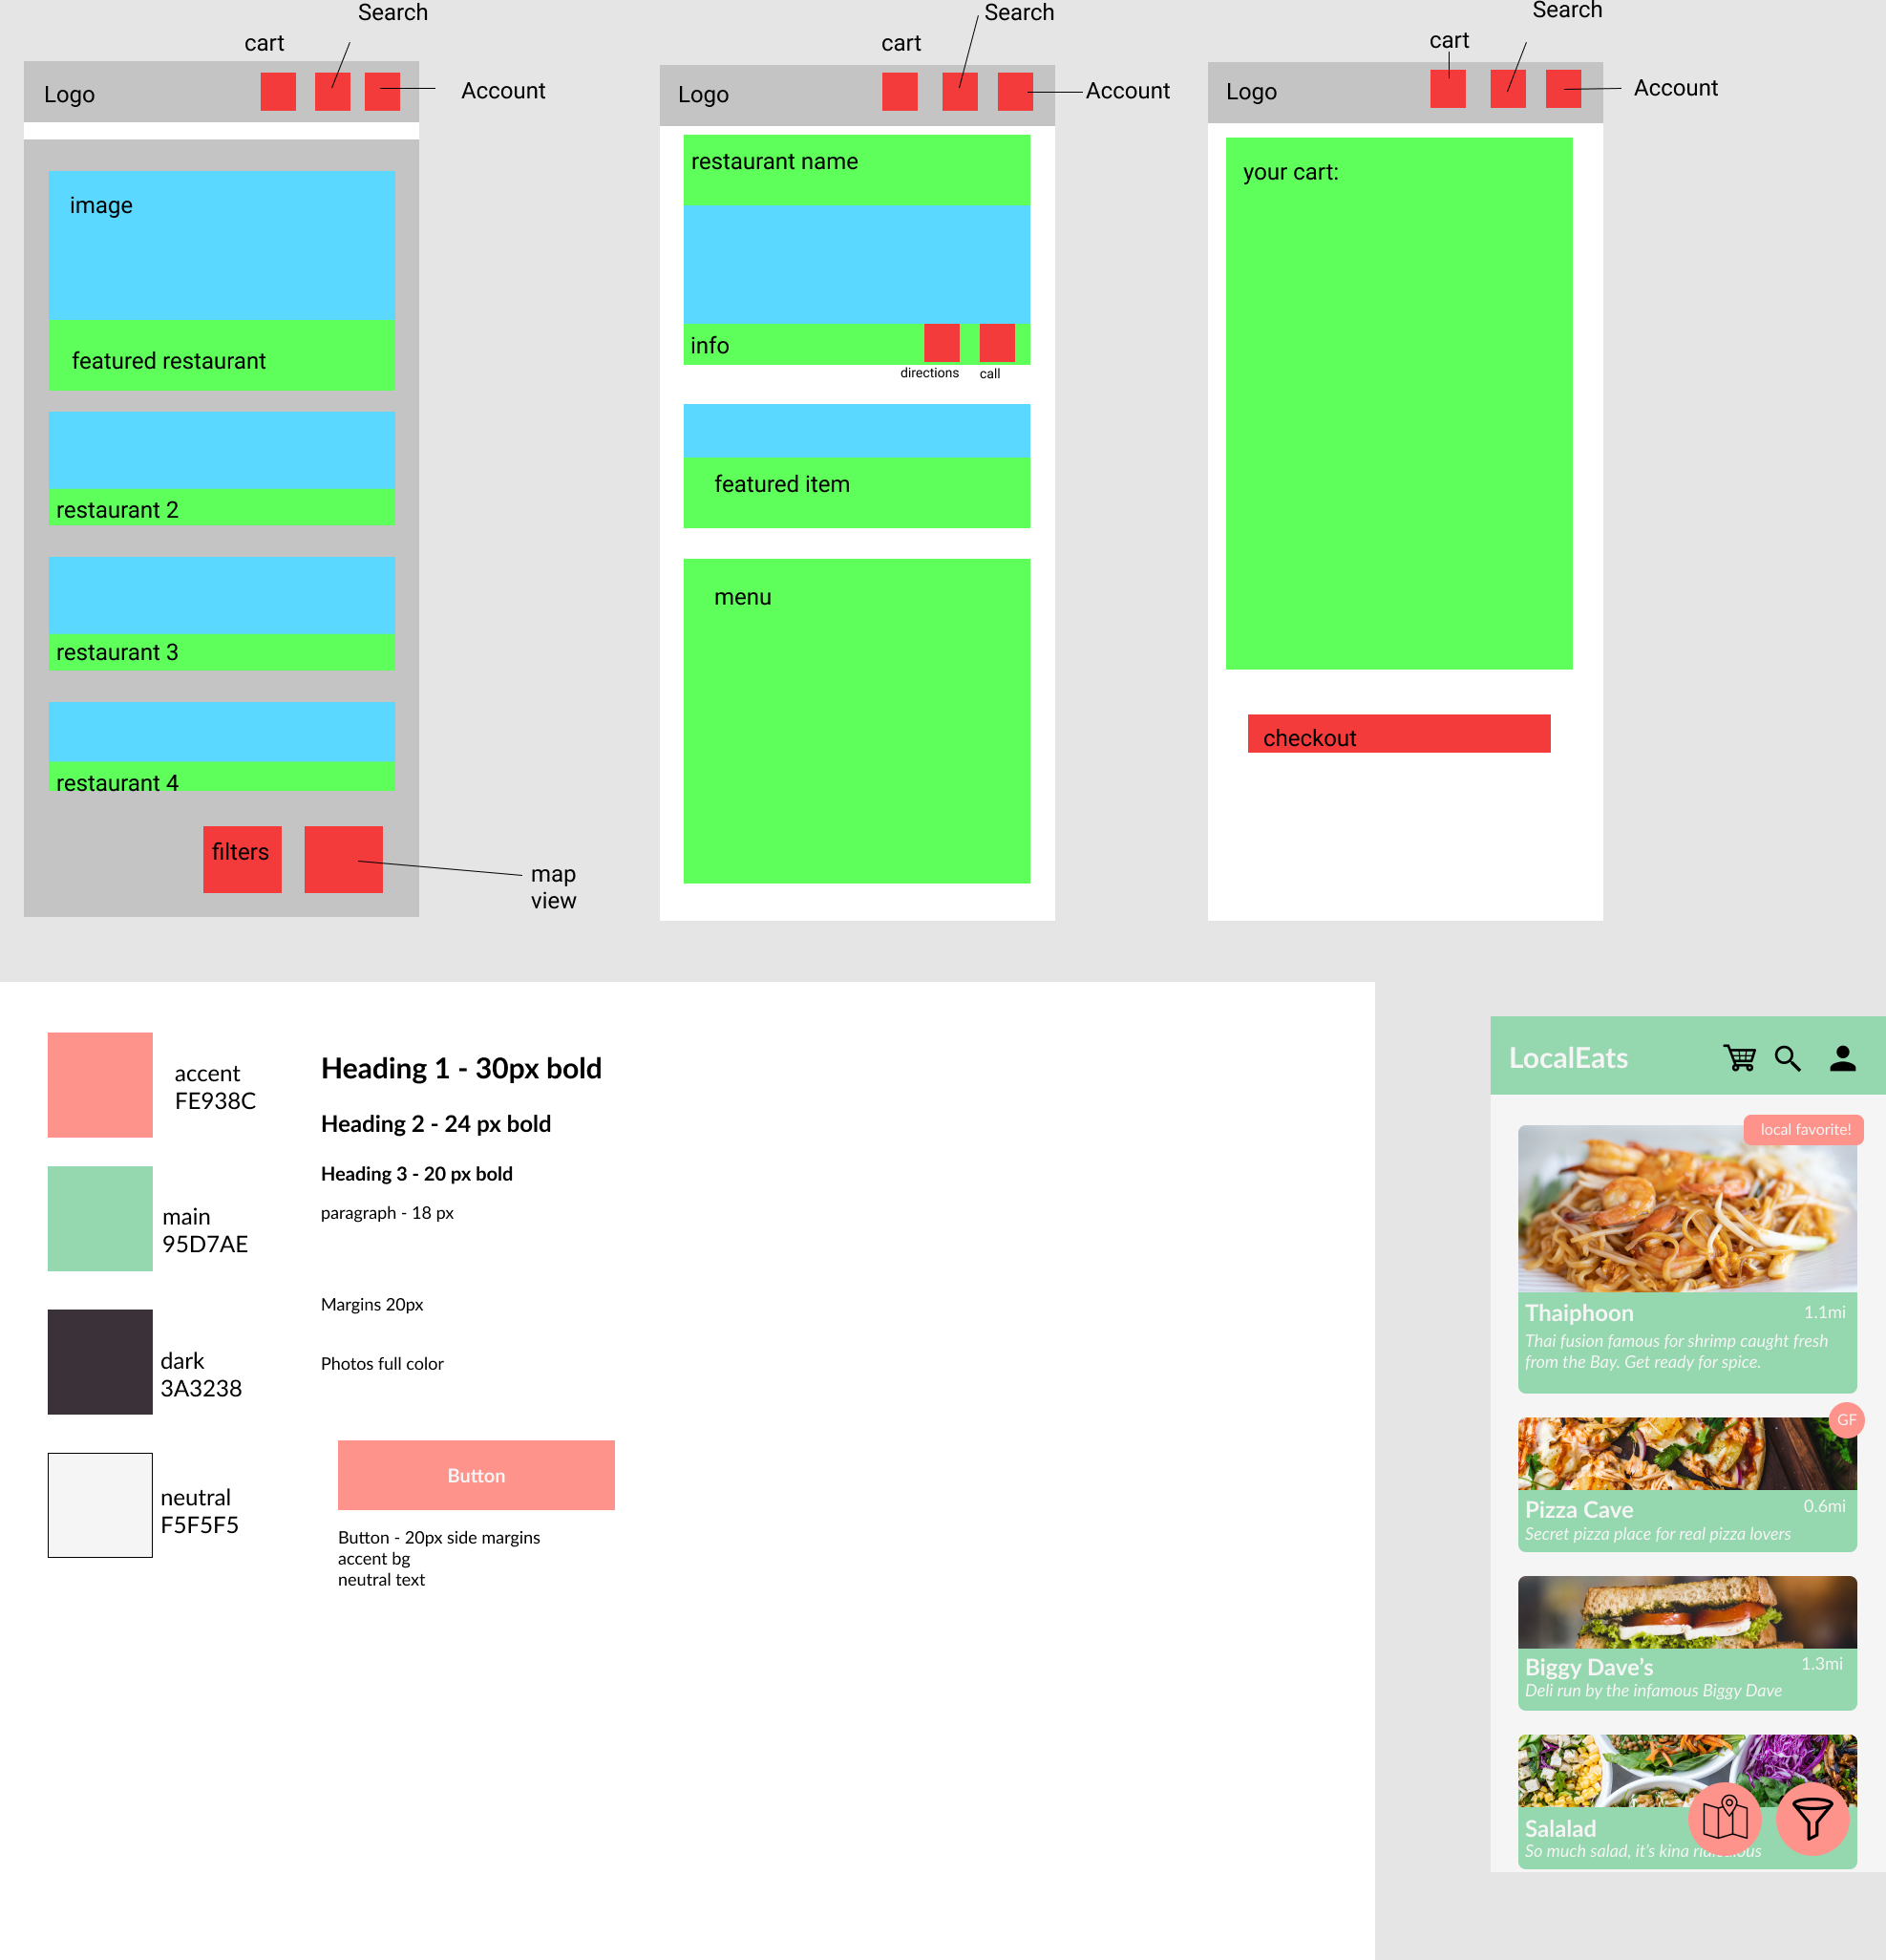 Search
cart
Logo
Account
image
featured restaurant
restaurant 2
restaurant 3
restaurant 4
filters
map
view
Search
cart
Logo
Account
restaurant name
info
directions
call
featured item
menu
Search
cart
Logo
Account
your cart:
checkout
accent
FE938C
main
95D7AE
dark
3A3238
neutral
F5F5F5
Heading 1 - 30px bold
Heading 2 - 24 px bold
Heading 3 - 20 px bold
paragraph - 18 px
Margins 20px
Photos full color
Button
Button - 20px side margins
accent bg
neutral text
LocalEats
local favorite!
Thaiphoon
1.1mi
Thai fusion famous for shrimp caught fresh
from the Bay. Get ready for spice.
GF
Pizza Cave
0.6mi
Secret pizza place for real pizza lovers
Biggy Dave's
1.3mi
Deli run by the infamous Biggy Dave
Salalad
So much salad, it's kina